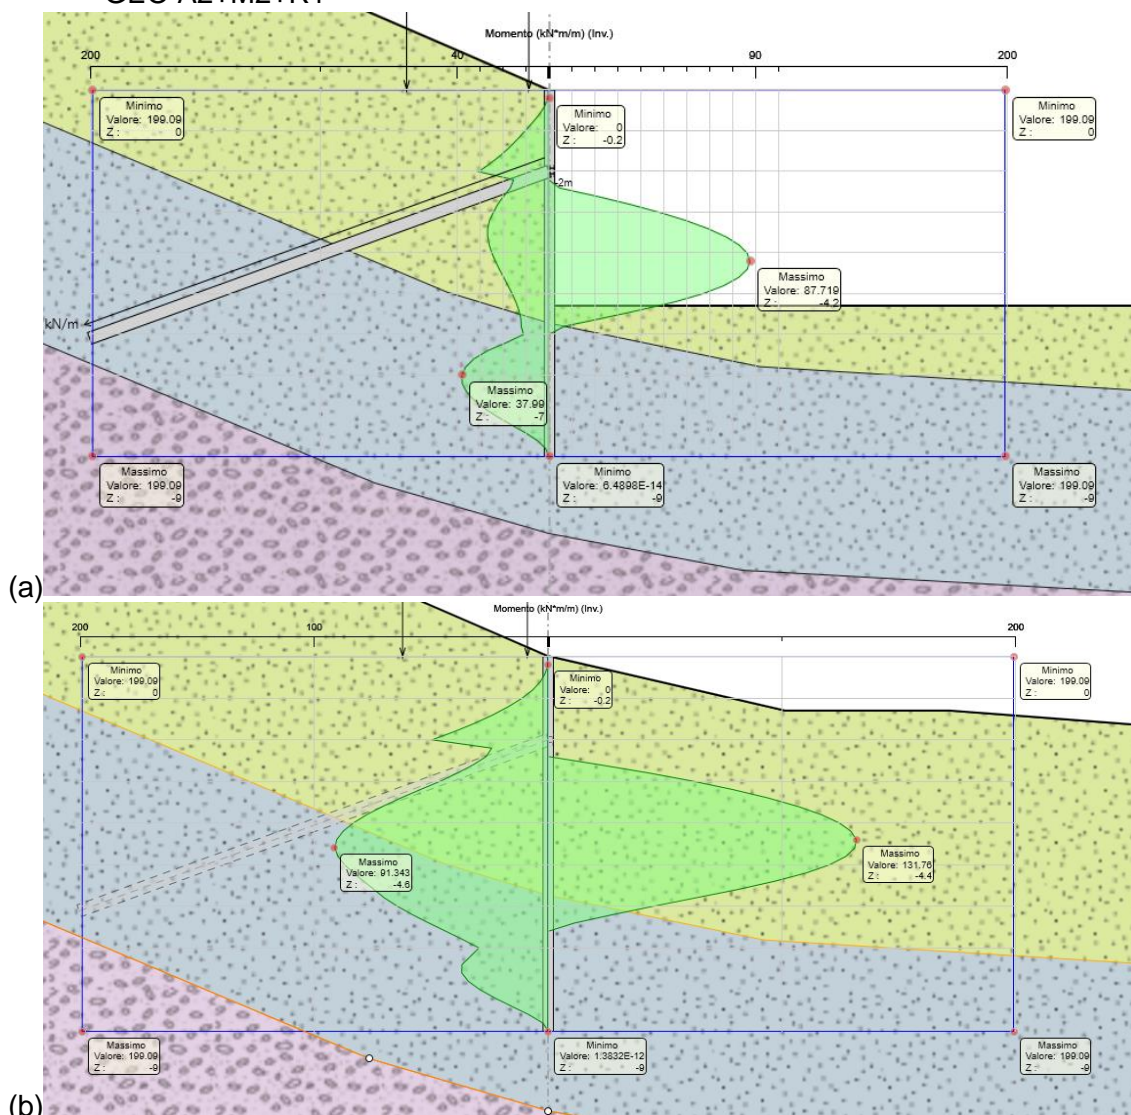 GEO A2+M2+R1
Momento (kN*m/m) (Inv.)
200 40 90 200
Minimo
Valore: 199.09
Z : 0
Minimo
Valore: 0
Z : -0.2
Minimo
Valore: 199.09
Z : 0
-2m
Massimo
Valore: 87.719
Z : -4.2
kN/m
Massimo
Valore: 37.99
Z : -7
Massimo
Valore: 199.09
Z : -9
Minimo
Valore: 6.4898E-14
Z : -9
Massimo
Valore: 199.09
Z : -9
(a)
Momento (kN*m/m) (Inv.)
200 100 200
Minimo
Valore: 199.09
Z : 0
Minimo
Valore: 0
Z : -0.2
Minimo
Valore: 199.09
Z : 0
Massimo
Valore: 91.343
Z : -4.6
Massimo
Valore: 131.76
Z : -4.4
Massimo
Valore: 199.09
Z : -9
Minimo
Valore: 1.3832E-12
Z : -9
Massimo
Valore: 199.09
Z : -9
(b)